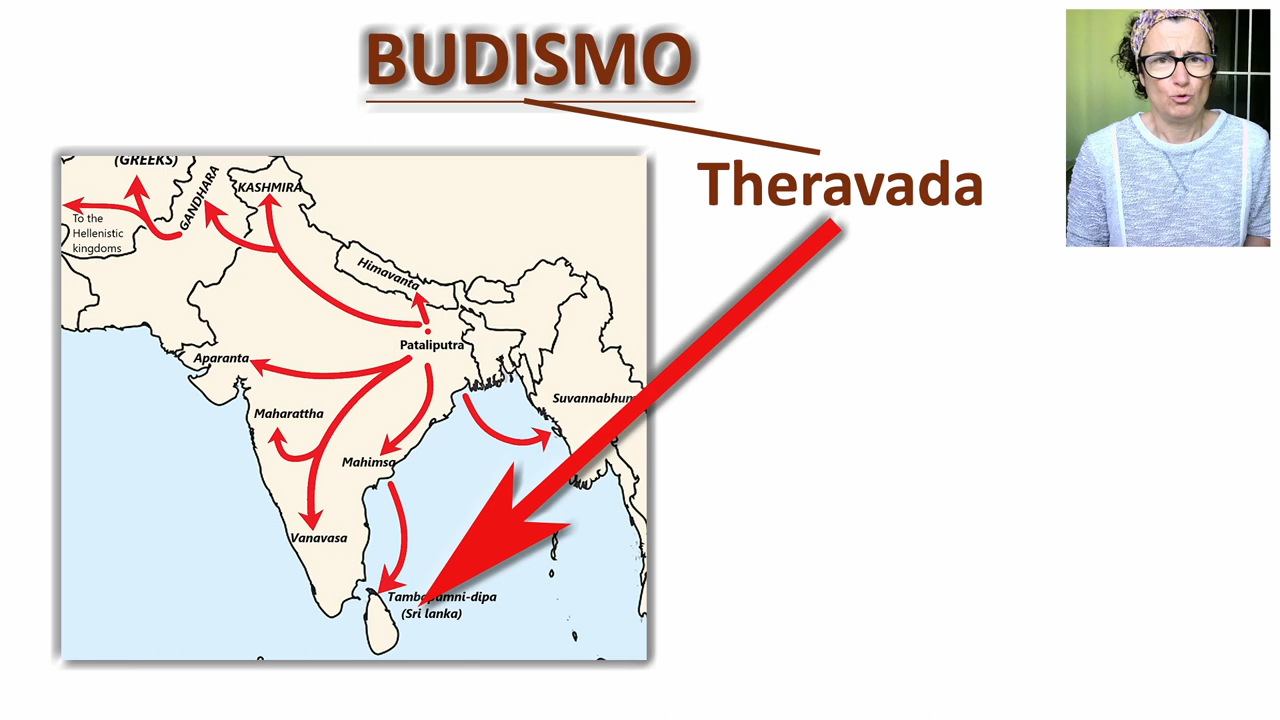 BUDISMO
Theravada
(GREEKS)
GANDHARA
KASHMIRA
To the
Hellenistic
kingdoms
Himavanta
Pataliputra
Aparanta
Suvannabhum
Maharattha
Mahimsa
Vanavasa
(Sri lanka)